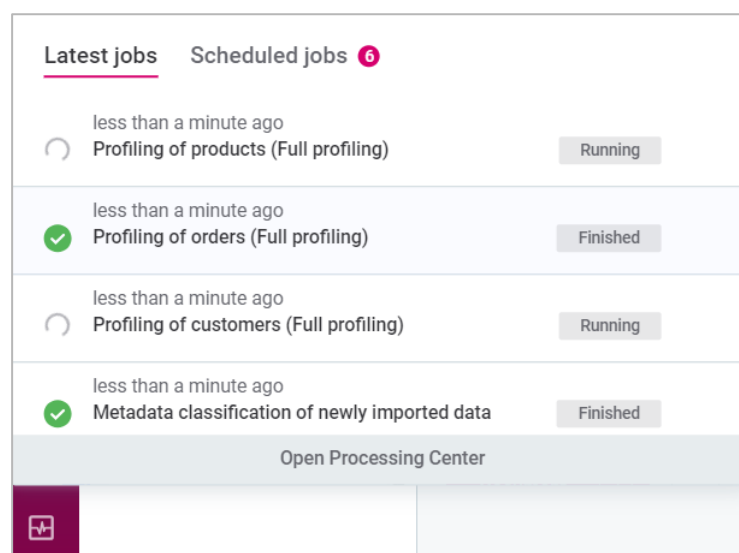 Latest jobs Scheduled jobs 6
less than a minute ago
Profiling of products (Full profiling) Running
less than a minute ago
Profiling of orders (Full profiling) Finished
less than a minute ago
Profiling of customers (Full profiling) Running
less than a minute ago
Metadata classification of newly imported data Finished
Open Processing Center